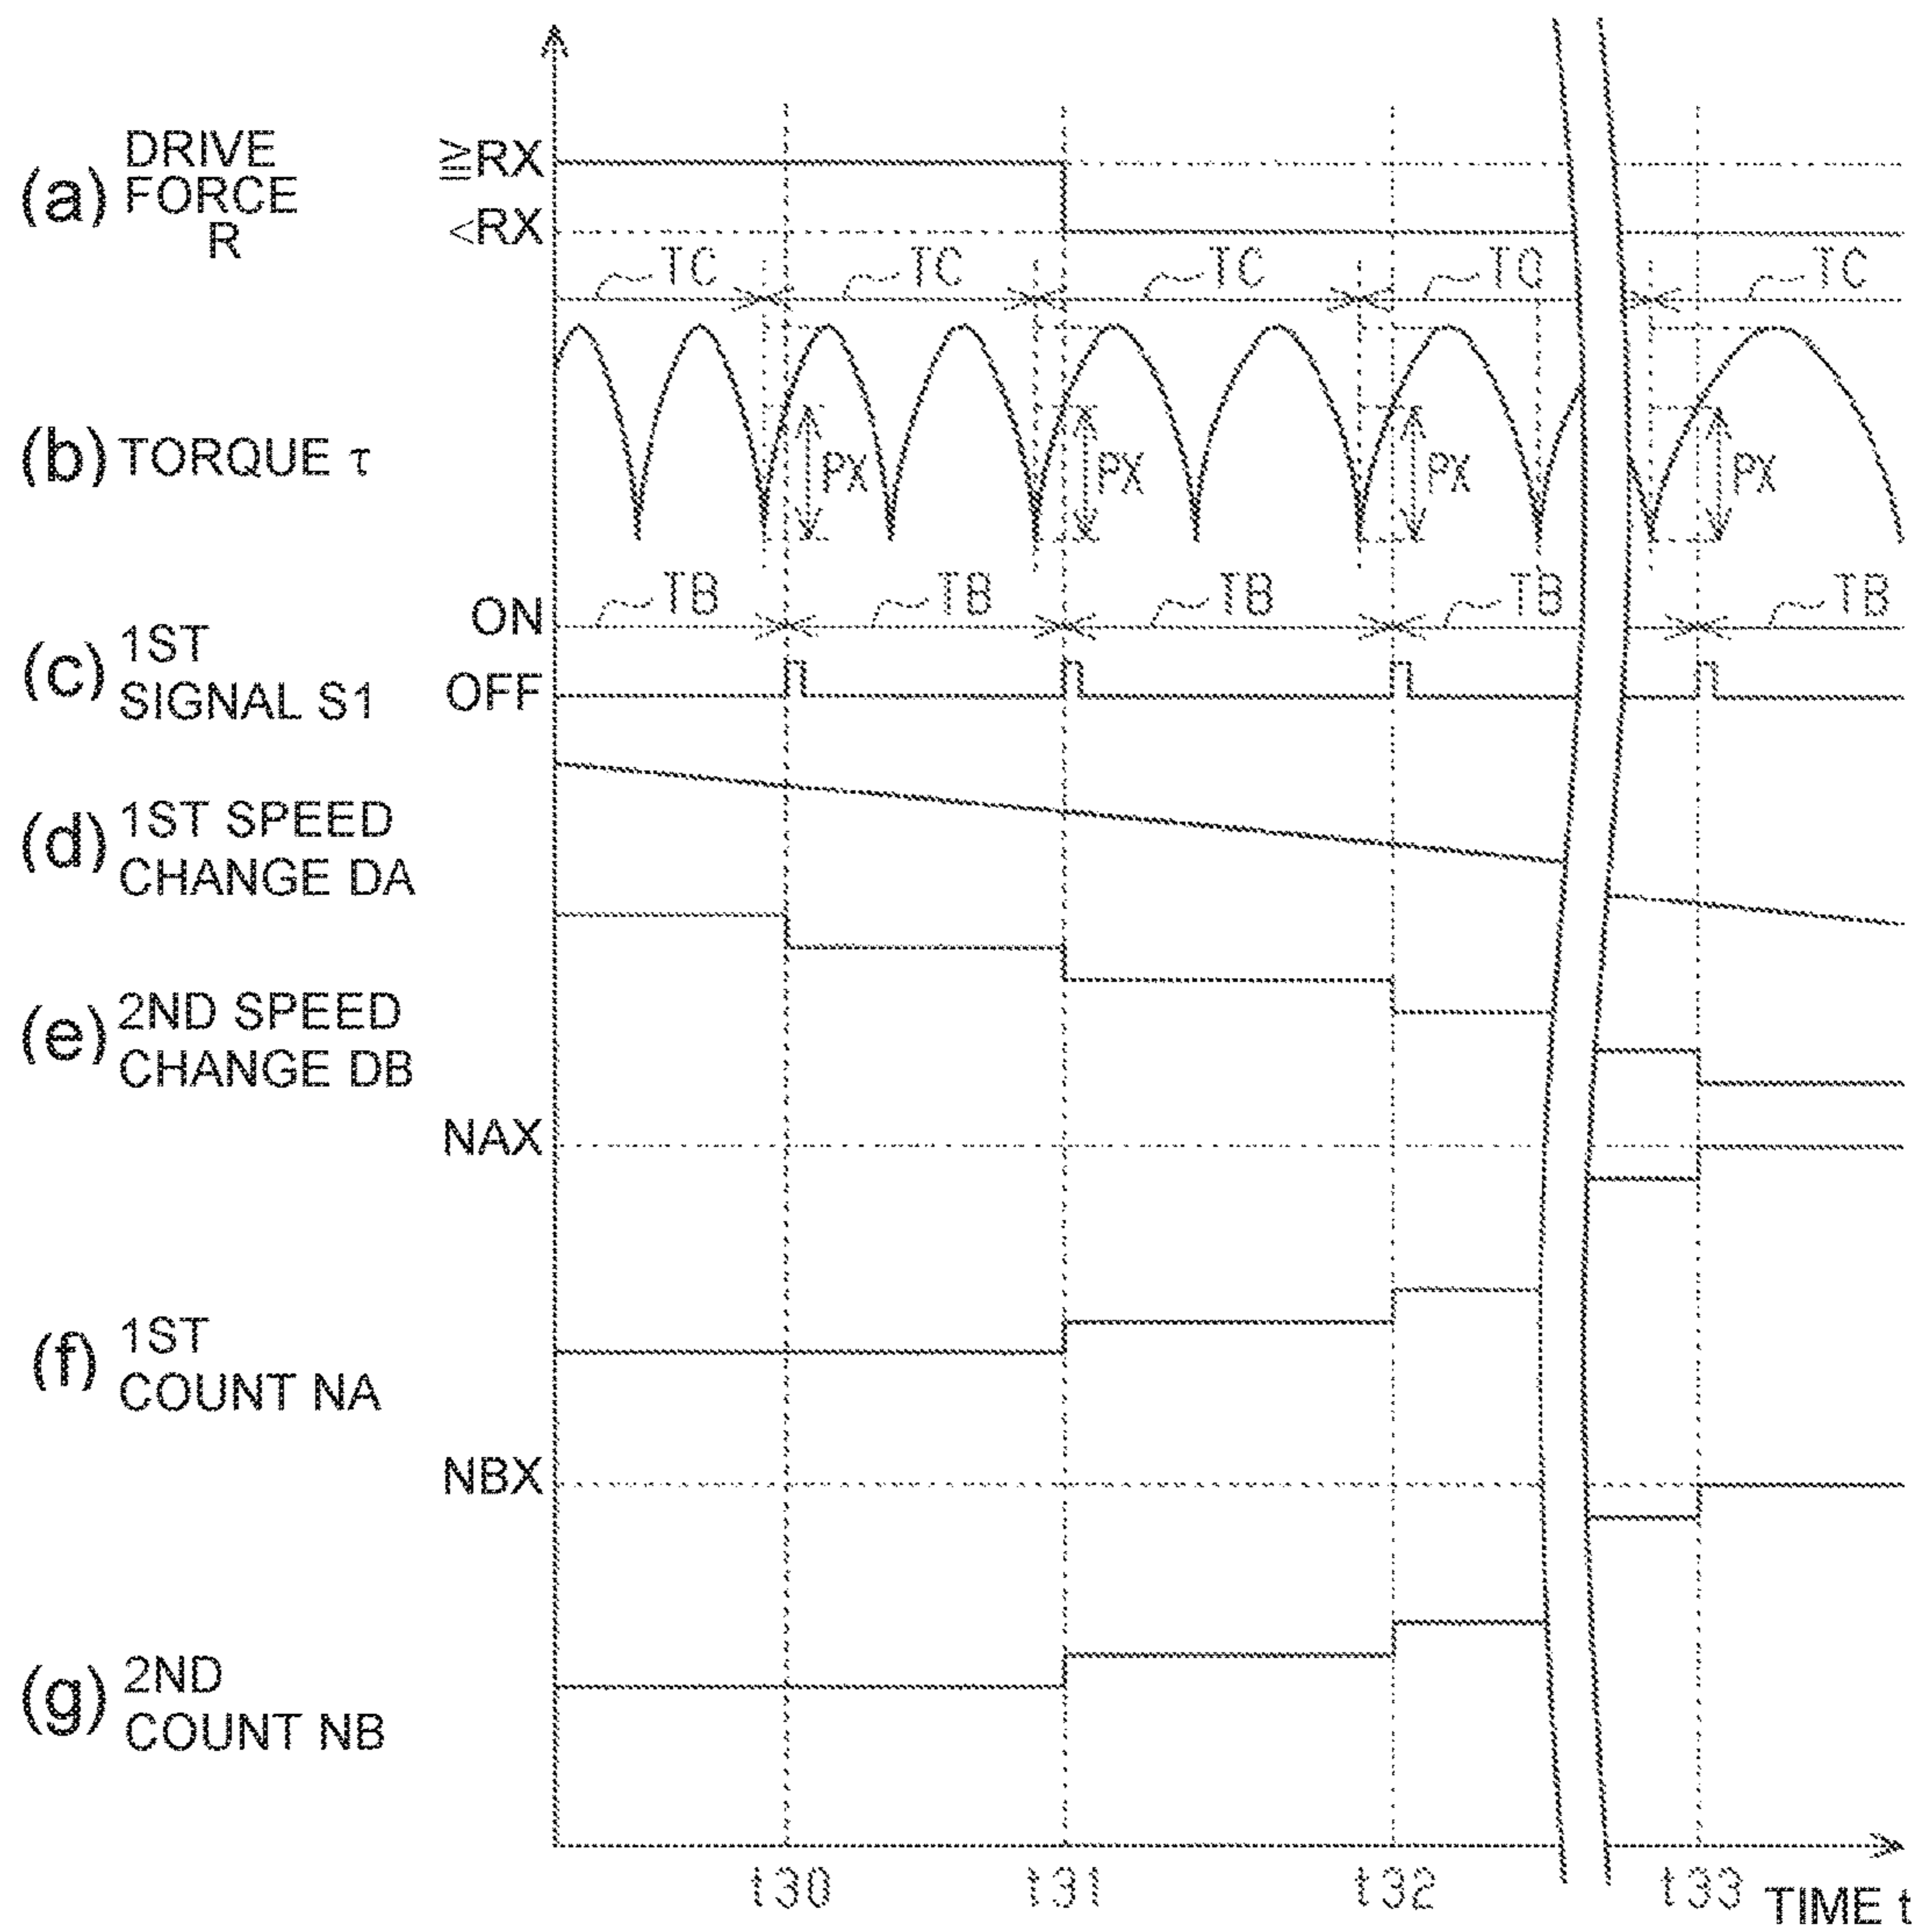 (a) DRIVE
FORCE
R
≧RX
<RX
TC TC TC TC TC
(b) TORQUE τ
PX PX PX PX
TB TB TB TB TB
(c) 1ST
SIGNAL S1
ON
OFF
(d) 1ST SPEED
CHANGE DA
(e) 2ND SPEED
CHANGE DB
NAX
(f) 1ST
COUNT NA
NBX
(g) 2ND
COUNT NB
t30 t31 t32 t33 TIME t